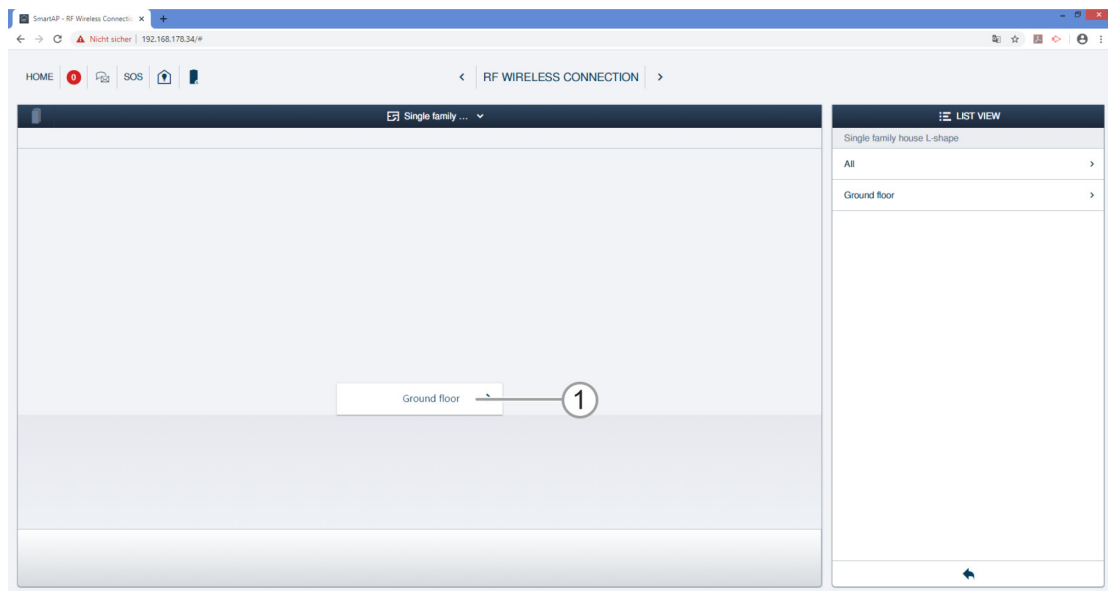 SmartAP - RF Wireless Connectio
Nicht sicher | 192.168.178.34/#
HOME 0 SOS
RF WIRELESS CONNECTION
Single family ...
LIST VIEW
Single family house L-shape
All
Ground floor
Ground floor
1